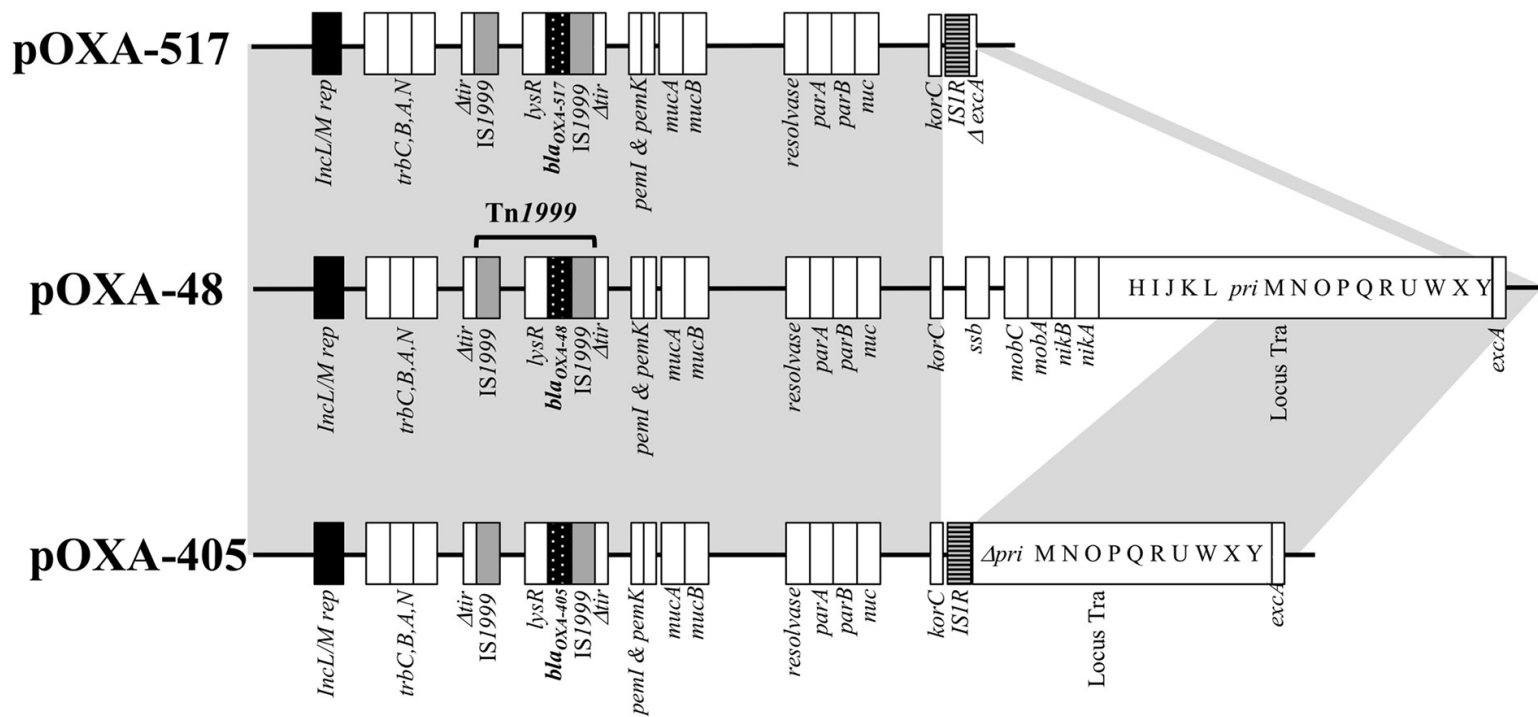 pOXA-517
IncL/M rep
trbC,B,A,N
Δtir
IS1999
lysR
blaOXA-517
IS1999
Δtir
pemI & pemK
mucA
mucB
resolvase
parA
parB
nuc
korC
IS1R
Δ excA
Tn1999
pOXA-48
H I J K L pri M N O P Q R U W X Y
IncL/M rep
trbC,B,A,N
Δtir
IS1999
lysR
blaOXA-48
IS1999
Δtir
pemI & pemK
mucA
mucB
resolvase
parA
parB
nuc
korC
ssb
mobC
mobA
nikB
nikA
Locus Tra
excA
pOXA-405
Δpri M N O P Q R U W X Y
IncL/M rep
trbC,B,A,N
Δtir
IS1999
lysR
blaOXA-405
IS1999
Δtir
pemI & pemK
mucA
mucB
resolvase
parA
parB
nuc
korC
IS1R
Locus Tra
excA